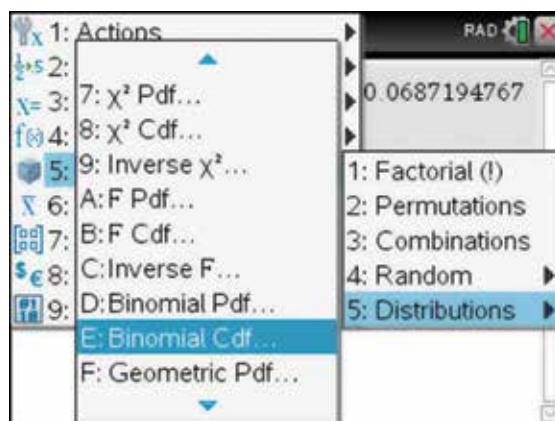 1: Actions
2:
3:
4:
5:
6:
7:
8:
9:
7: χ² Pdf...
8: χ² Cdf...
9: Inverse χ²...
A: F Pdf...
B: F Cdf...
C: Inverse F...
D: Binomial Pdf...
E: Binomial Cdf...
F: Geometric Pdf...
RAD
0.0687194767
1: Factorial (!)
2: Permutations
3: Combinations
4: Random
5: Distributions